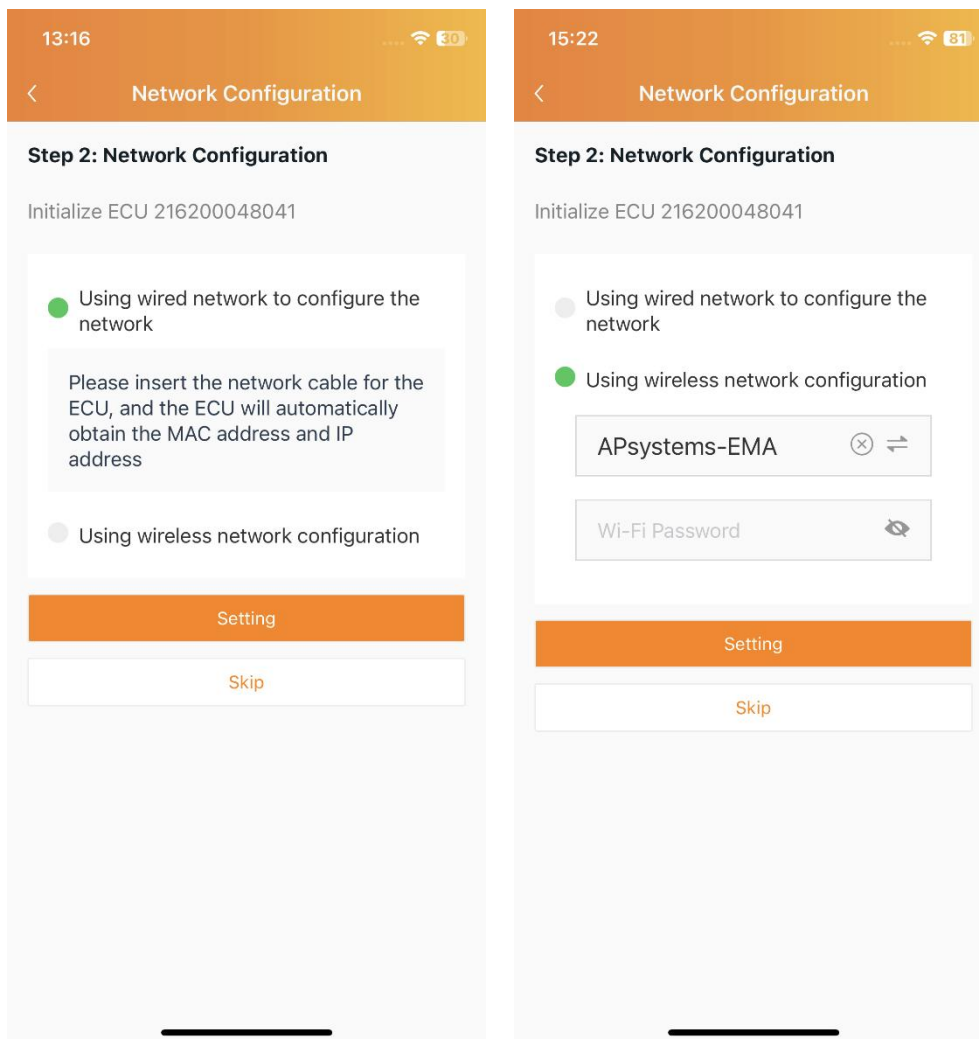 13:16
30
Network Configuration
Step 2: Network Configuration
Initialize ECU 216200048041
Using wired network to configure the
network
Please insert the network cable for the
ECU, and the ECU will automatically
obtain the MAC address and IP
address
Using wireless network configuration
Setting
Skip
15:22
81
Network Configuration
Step 2: Network Configuration
Initialize ECU 216200048041
Using wired network to configure the
network
Using wireless network configuration
APsystems-EMA
Wi-Fi Password
Setting
Skip